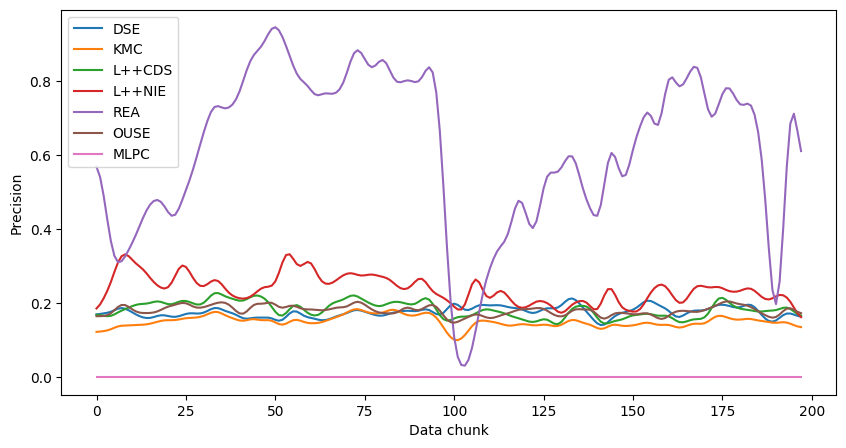 DSE
KMC
L++CDS
L++NIE
REA
OUSE
MLPC
Precision
0.8
0.6
0.4
0.2
0.0
0 25 50 75 100 125 150 175 200
Data chunk